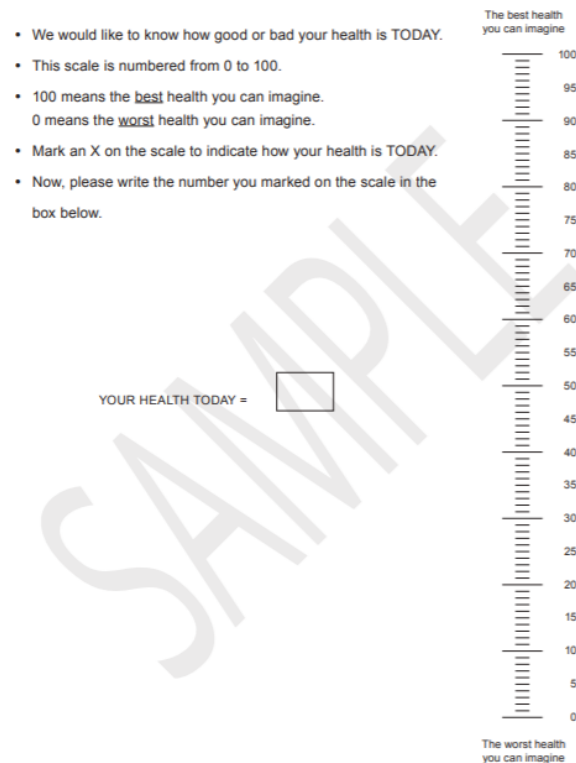 • We would like to know how good or bad your health is TODAY.
• This scale is numbered from 0 to 100.
• 100 means the best health you can imagine.
0 means the worst health you can imagine.
• Mark an X on the scale to indicate how your health is TODAY.
• Now, please write the number you marked on the scale in the
box below.
YOUR HEALTH TODAY =
SAMPLE
The best health
you can imagine
100
95
90
85
80
75
70
65
60
55
50
45
40
35
30
25
20
15
10
5
0
The worst health
you can imagine